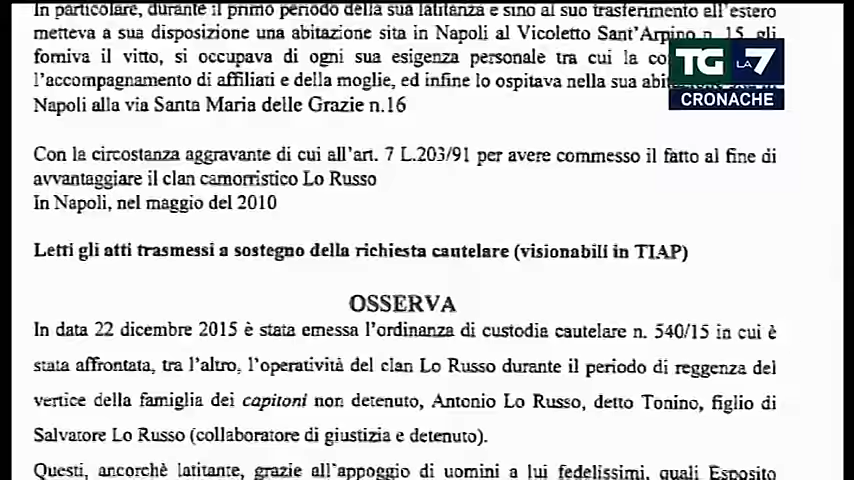 In particolare, durante il primo periodo della sua latitanza e sino al suo trasferimento all'estero
metteva a sua disposizione una abitazione sita in Napoli al Vicoletto Sant'Arpino n. 15, gli
forniva il vitto, si occupava di ogni sua esigenza personale tra cui la
l'accompagnamento di affiliati e della moglie, ed infine lo ospitava nella sua
Napoli alla via Santa Maria delle Grazie n.16
TG LA7
CRONACHE
Con la circostanza aggravante di cui all'art. 7 L.203/91 per avere commesso il fatto al fine di
avvantaggiare il clan camorristico Lo Russo
In Napoli, nel maggio del 2010
Letti gli atti trasmessi a sostegno della richiesta cautelare (visionabili in TIAP)
OSSERVA
In data 22 dicembre 2015 è stata emessa l'ordinanza di custodia cautelare n. 540/15 in cui è
stata affrontata, tra l'altro, l'operatività del clan Lo Russo durante il periodo di reggenza del
vertice della famiglia dei capitoni non detenuto, Antonio Lo Russo, detto Tonino, figlio di
Salvatore Lo Russo (collaboratore di giustizia e detenuto).
Questi, ancorchè latitante, grazie all'appoggio di uomini a lui fedelissimi, quali Esposito